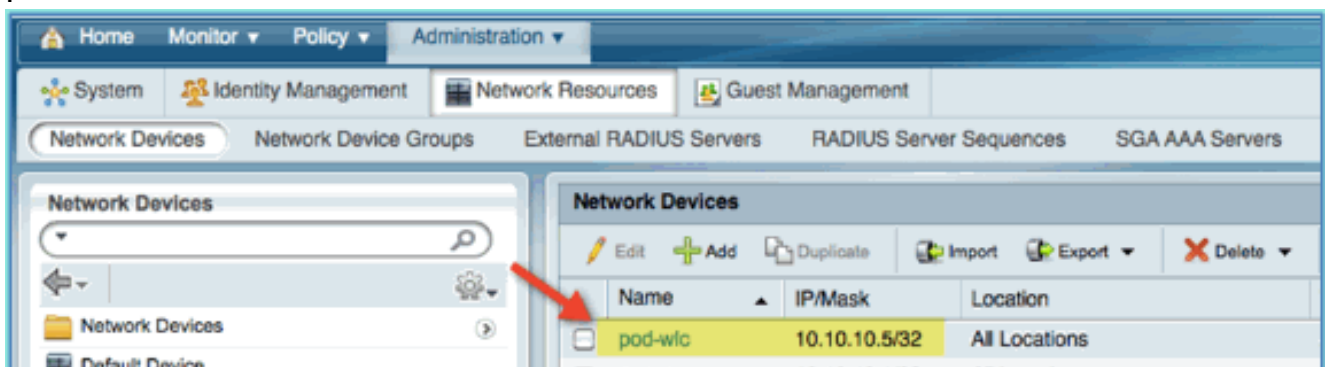 Home Monitor Policy Administration
System Identity Management Network Resources Guest Management
Network Devices Network Device Groups External RADIUS Servers RADIUS Server Sequences SGA AAA Servers
Network Devices
Network Devices
Default Device
Network Devices
Edit Add Duplicate Import Export Delete
Name IP/Mask Location
pod-wlc 10.10.10.5/32 All Locations